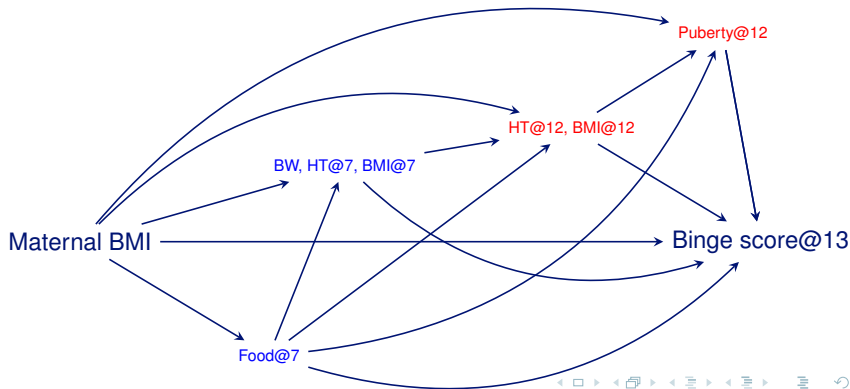 Puberty@12
HT@12, BMI@12
BW, HT@7, BMI@7
Maternal BMI
Binge score@13
Food@7